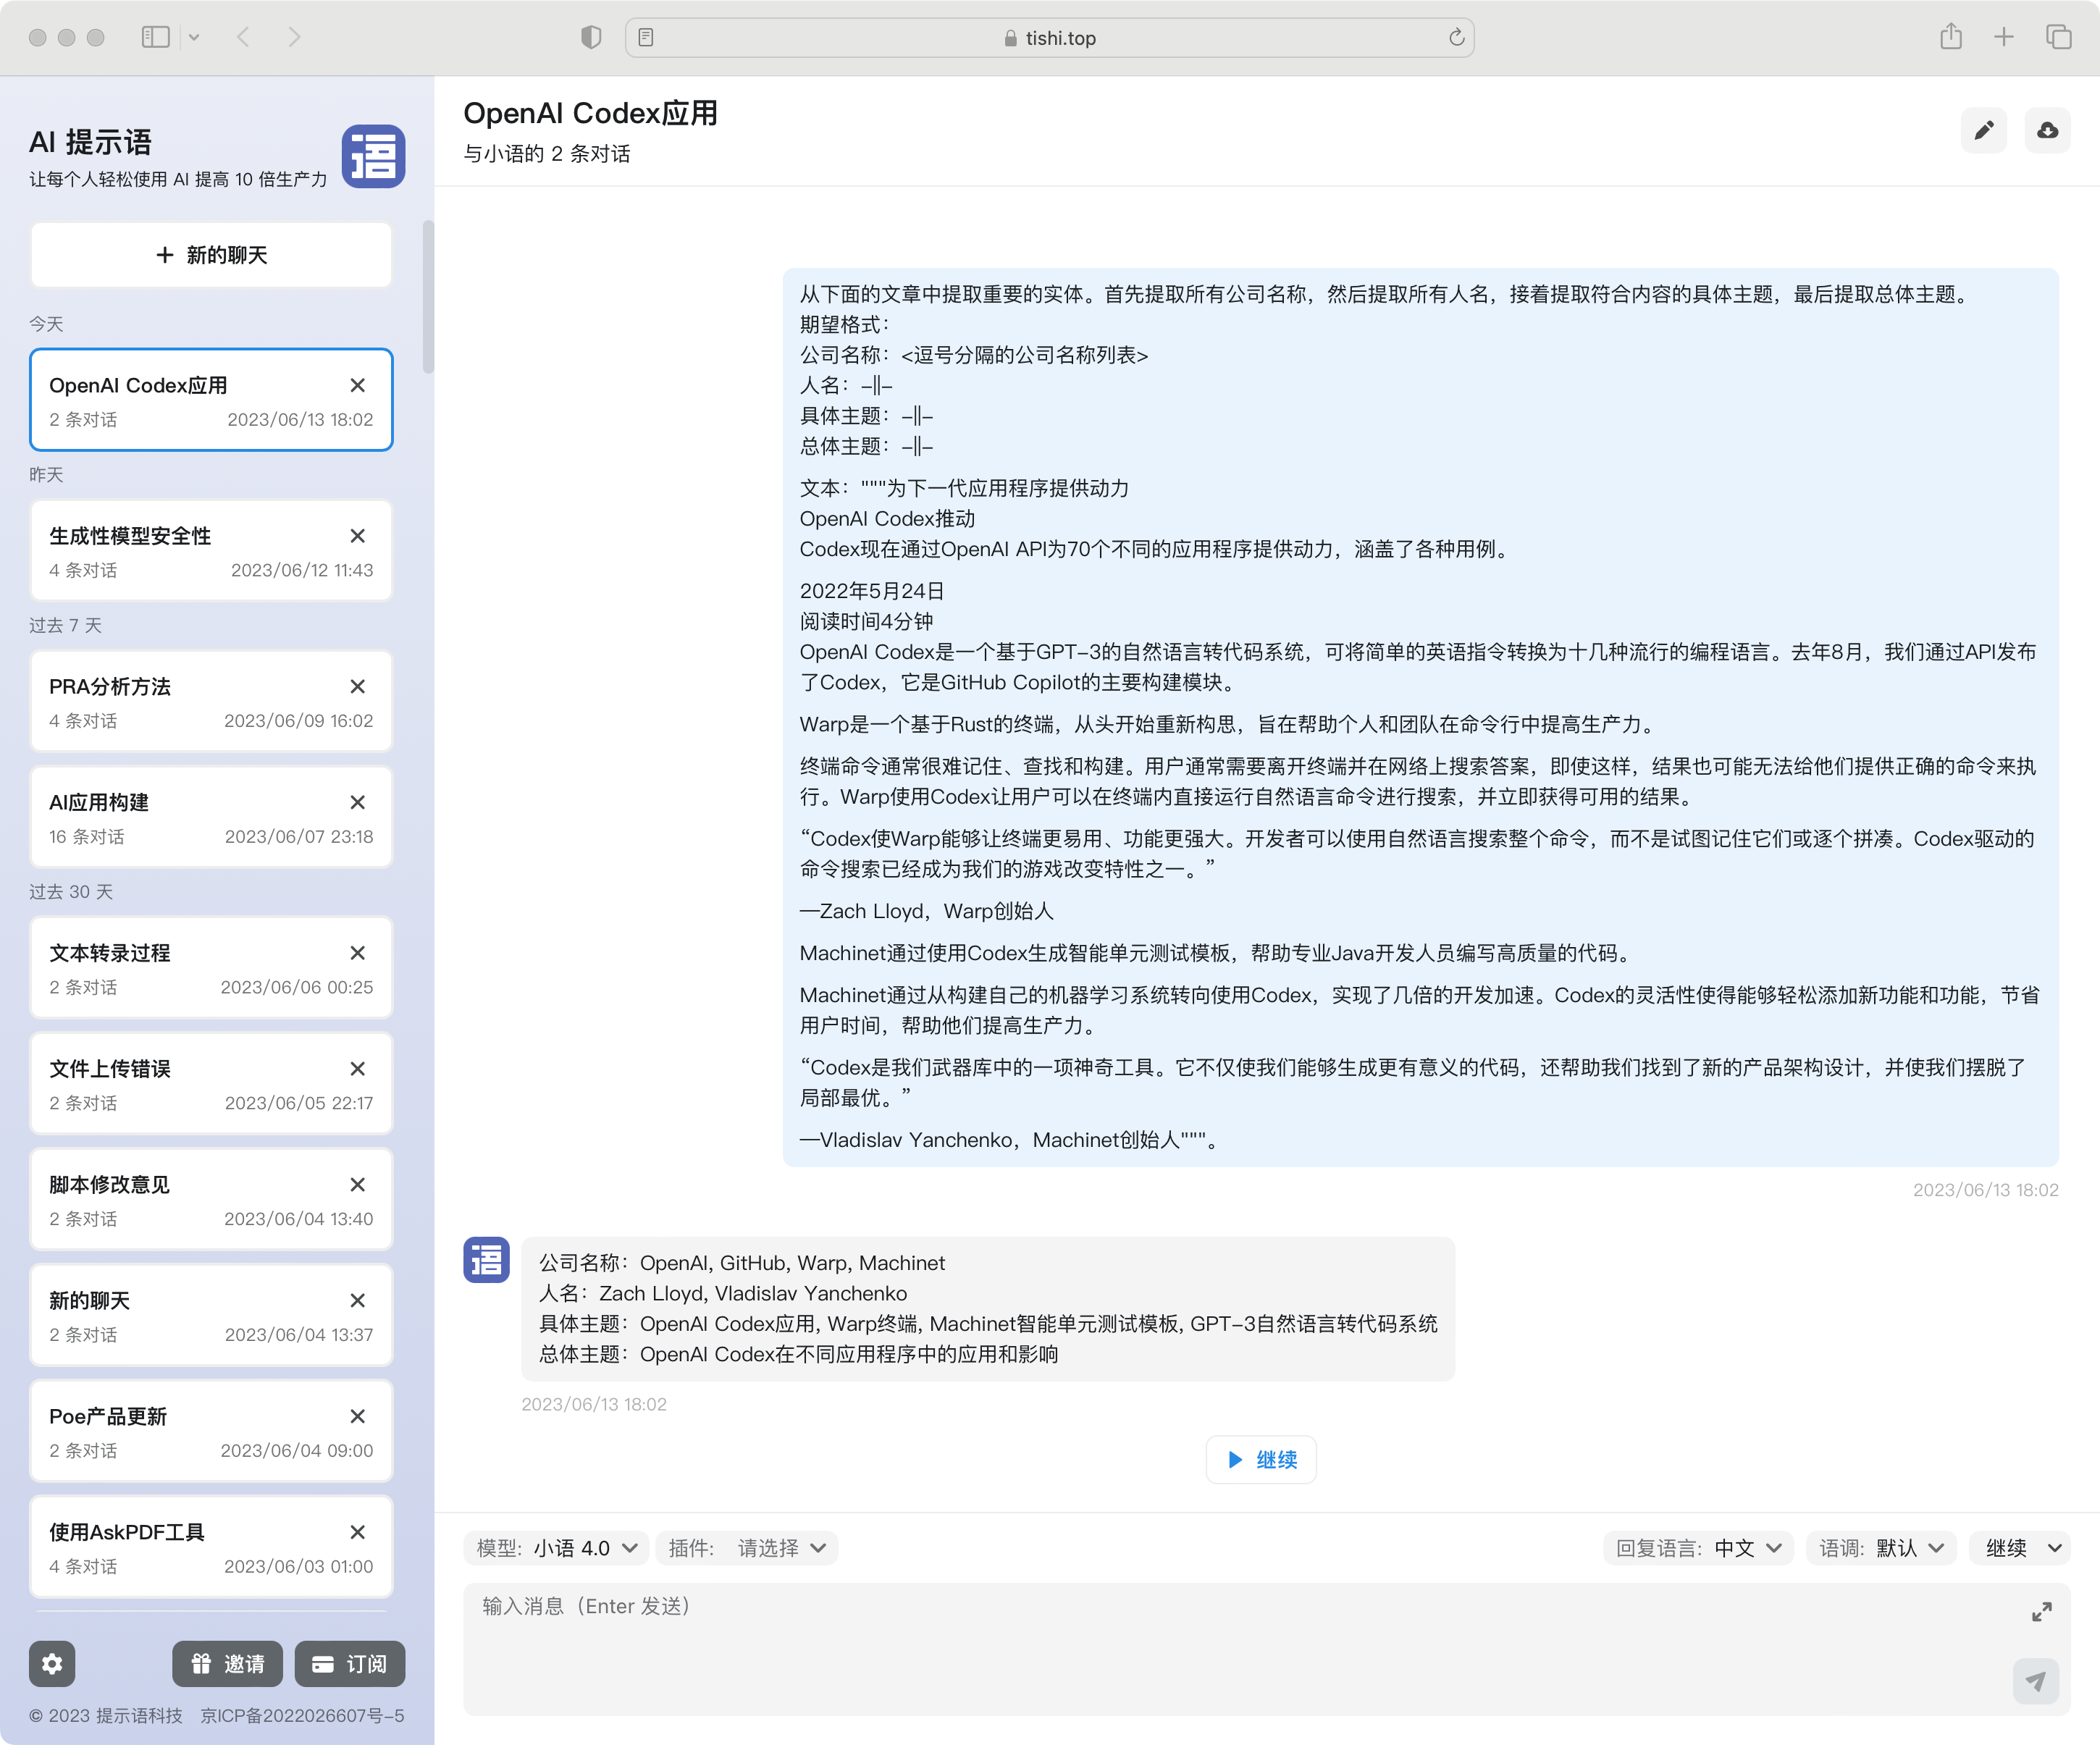 tishi.top
AI 提示语
让每个人轻松使用 AI 提高 10 倍生产力
语
新的聊天
今天
OpenAI Codex应用
2 条对话 2023/06/13 18:02
昨天
生成性模型安全性
4 条对话 2023/06/12 11:43
过去 7 天
PRA分析方法
4 条对话 2023/06/09 16:02
AI应用构建
16 条对话 2023/06/07 23:18
过去 30 天
文本转录过程
2 条对话 2023/06/06 00:25
文件上传错误
2 条对话 2023/06/05 22:17
脚本修改意见
2 条对话 2023/06/04 13:40
新的聊天
2 条对话 2023/06/04 13:37
Poe产品更新
2 条对话 2023/06/04 09:00
使用AskPDF工具
4 条对话 2023/06/03 01:00
邀请 订阅
© 2023 提示语科技 京ICP备2022026607号-5
OpenAI Codex应用
与小语的 2 条对话
从下面的文章中提取重要的实体。首先提取所有公司名称，然后提取所有人名，接着提取符合内容的具体主题，最后提取总体主题。
期望格式：
公司名称：<逗号分隔的公司名称列表>
人名：-||-
具体主题：-||-
总体主题：-||-
文本："""为下一代应用程序提供动力
OpenAI Codex推动
Codex现在通过OpenAI API为70个不同的应用程序提供动力，涵盖了各种用例。
2022年5月24日
阅读时间4分钟
OpenAI Codex是一个基于GPT-3的自然语言转代码系统，可将简单的英语指令转换为十几种流行的编程语言。去年8月，我们通过API发布
了Codex，它是GitHub Copilot的主要构建模块。
Warp是一个基于Rust的终端，从头开始重新构思，旨在帮助个人和团队在命令行中提高生产力。
终端命令通常很难记住、查找和构建。用户通常需要离开终端并在网络上搜索答案，即使这样，结果也可能无法给他们提供正确的命令来执
行。Warp使用Codex让用户可以在终端内直接运行自然语言命令进行搜索，并立即获得可用的结果。
“Codex使Warp能够让终端更易用、功能更强大。开发者可以使用自然语言搜索整个命令，而不是试图记住它们或逐个拼凑。Codex驱动的
命令搜索已经成为我们的游戏改变特性之一。”
—Zach Lloyd，Warp创始人
Machinet通过使用Codex生成智能单元测试模板，帮助专业Java开发人员编写高质量的代码。
Machinet通过从构建自己的机器学习系统转向使用Codex，实现了几倍的开发加速。Codex的灵活性使得能够轻松添加新功能和功能，节省
用户时间，帮助他们提高生产力。
“Codex是我们武器库中的一项神奇工具。它不仅使我们能够生成更有意义的代码，还帮助我们找到了新的产品架构设计，并使我们摆脱了
局部最优。”
—Vladislav Yanchenko，Machinet创始人"""。
2023/06/13 18:02
语
公司名称：OpenAI, GitHub, Warp, Machinet
人名：Zach Lloyd, Vladislav Yanchenko
具体主题：OpenAI Codex应用, Warp终端, Machinet智能单元测试模板, GPT-3自然语言转代码系统
总体主题：OpenAI Codex在不同应用程序中的应用和影响
2023/06/13 18:02
继续
模型: 小语 4.0 插件: 请选择 回复语言: 中文 语调: 默认 继续
输入消息（Enter 发送）